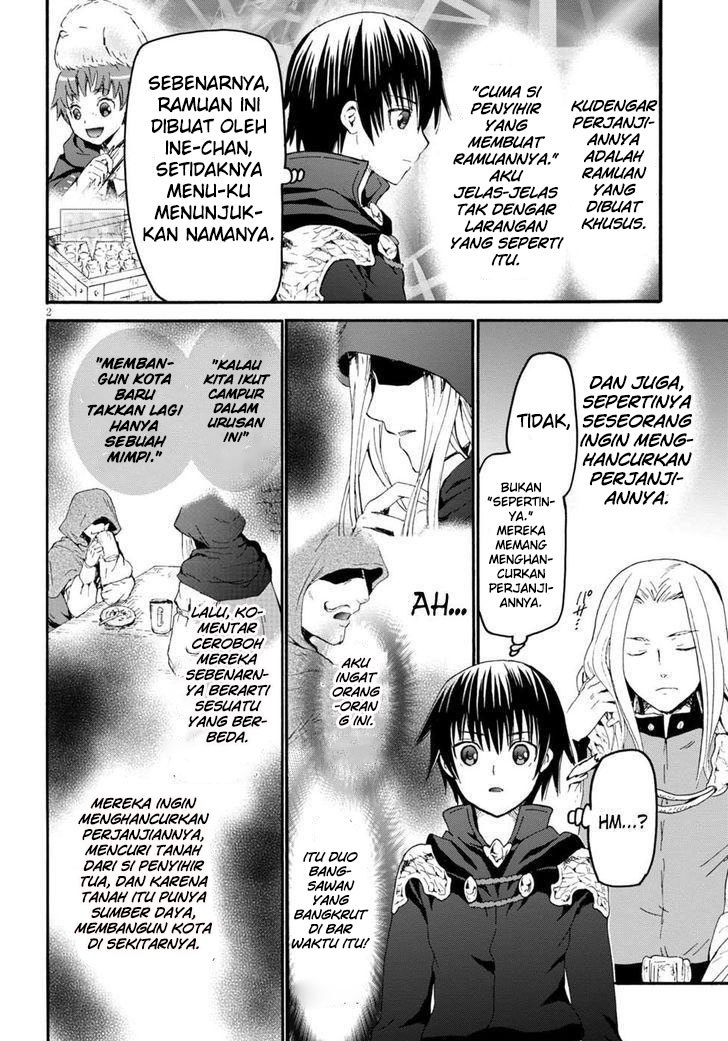 KUDENGAR
PERJANJI-
ANNYA
ADALAH
RAMUAN
YANG
DIBUAT
KHUSUS.
"CUMA SI
PENYIHIR
YANG
MEMBUAT
RAMUANNYA."
AKU
JELAS-JELAS
TAK DENGAR
LARANGAN
YANG SEPERTI
ITU.
SEBENARNYA,
RAMUAN INI
DIBUAT OLEH
INE-CHAN,
SETIDAKNYA
MENU-KU
MENUNJUK-
KAN NAMANYA.
2
DAN JUGA,
SEPERTINYA
SESEORANG
INGIN MENG-
HANCURKAN
PERJANJI-
ANNYA.
TIDAK,
BUKAN
"SEPERTIN-
YA." MEREKA
MEMANG
MENGHAN-
CURKAN
PERJANJI-
ANNYA.
HM...?
AH...
AKU
INGAT
ORANG
-ORAN
G INI.
ITU DUO
BANG-
SAWAN
YANG
BANGKRUT
DI BAR
WAKTU ITU!
"KALAU
KITA IKUT
CAMPUR
DALAM
URUSAN
INI"
"MEMBAN-
GUN KOTA
BARU
TAKKAN LAGI
HANYA
SEBUAH
MIMPI."
LALU, KO-
MENTAR
CEROBOH
MEREKA
SEBENARN-
YA BERARTI
SESUATU
YANG BER-
BEDA.
MEREKA INGIN
MENGHANCURKAN
PERJANJIANNYA,
MENCURI TANAH
DARI SI PENYIHIR
TUA, DAN KARENA
TANAH ITU PUNYA
SUMBER DAYA,
MEMBANGUN KOTA
DI SEKITARNYA.